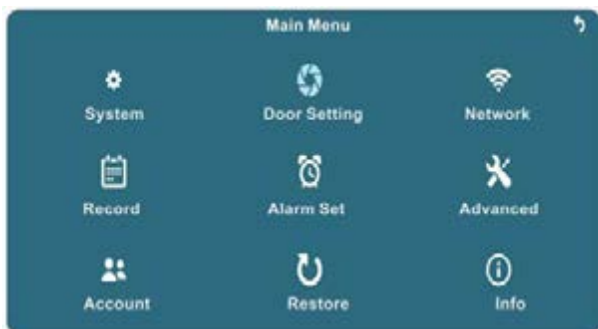 Main Menu
System Door Setting Network
Record Alarm Set Advanced
Account Restore Info